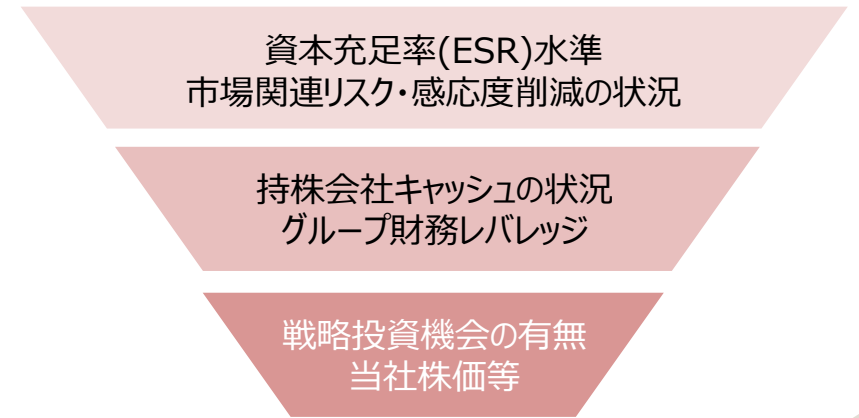 資本充足率(ESR)水準
市場関連リスク・感応度削減の状況
持株会社キャッシュの状況
グループ財務レバレッジ
戦略投資機会の有無
当社株価等